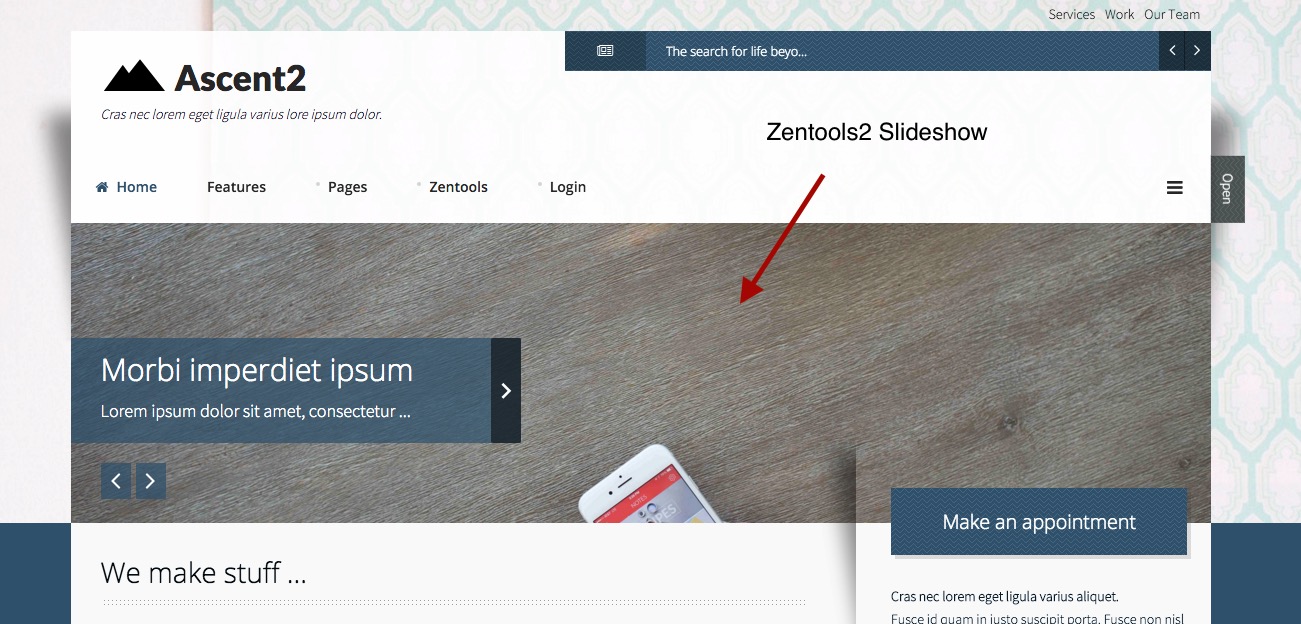 Services Work Our Team
The search for life beyo...
Ascent2
Cras nec lorem eget ligula varius lore ipsum dolor.
Zentools2 Slideshow
Home Features Pages Zentools Login
Open
Morbi imperdiet ipsum
Lorem ipsum dolor sit amet, consectetur ...
NOTES
Make an appointment
We make stuff ...
Cras nec lorem eget ligula varius aliquet.
Fusce id quam in justo suscipit porta. Fusce non nisl